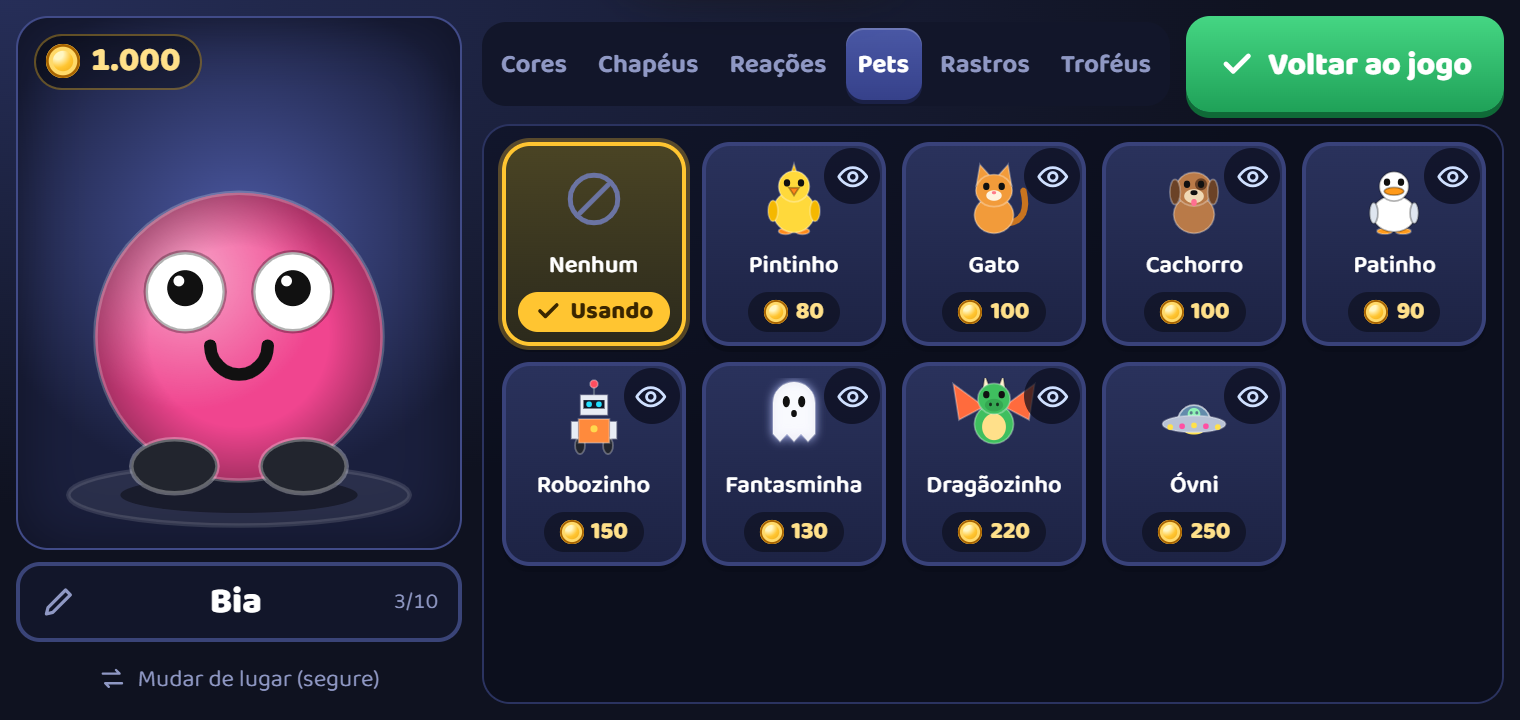 1.000
Cores
Chapéus
Reações
Pets
Rastros
Troféus
Voltar ao jogo
Nenhum
Usando
Pintinho
80
Gato
100
Cachorro
100
Patinho
90
Robozinho
150
Fantasminha
130
Dragãozinho
220
Óvni
250
Bia
3/10
Mudar de lugar (segure)